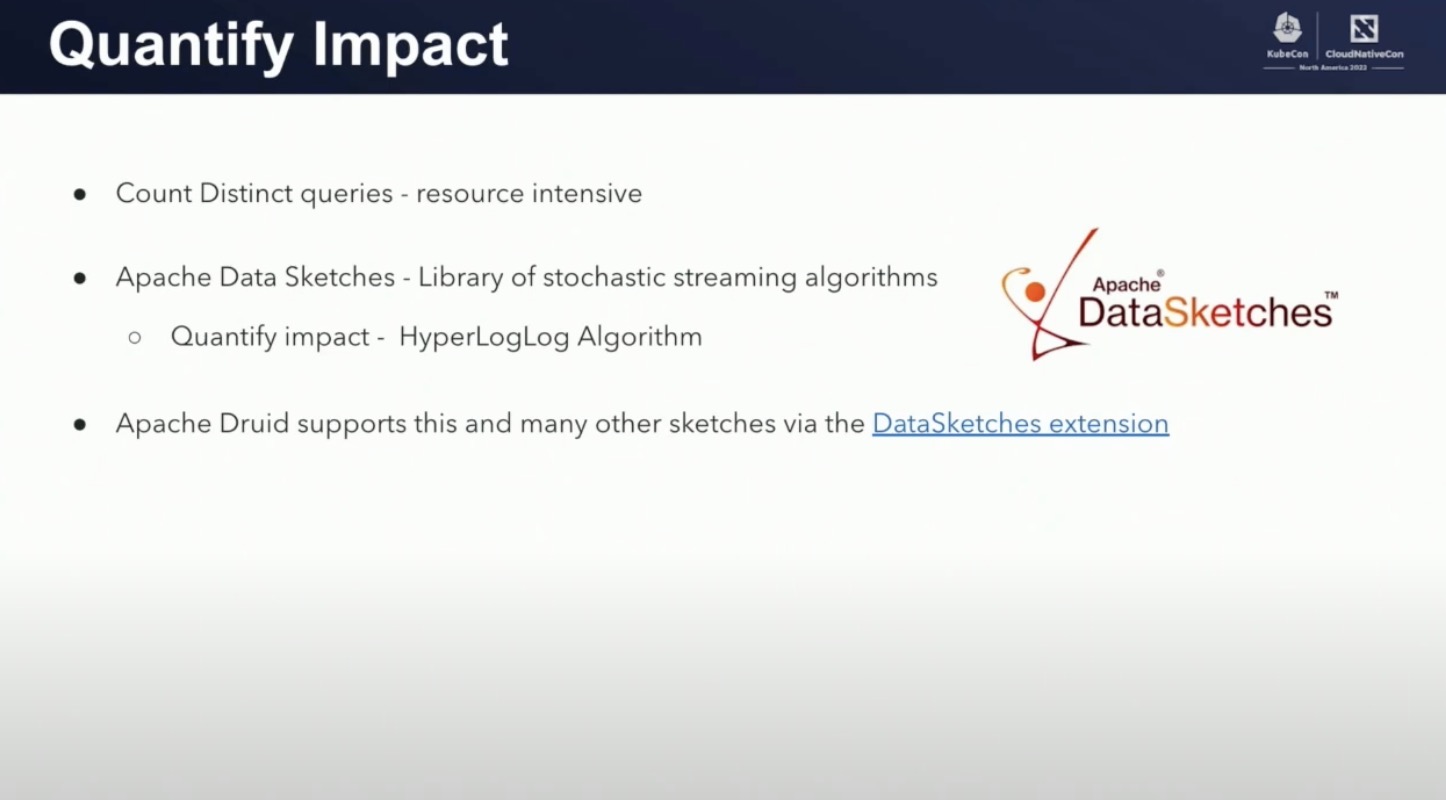 Quantify Impact
KubeCon
CloudNativeCon
North America 2022
● Count Distinct queries - resource intensive
● Apache Data Sketches - Library of stochastic streaming algorithms
○ Quantify impact - HyperLogLog Algorithm
Apache®
DataSketches™
● Apache Druid supports this and many other sketches via the DataSketches extension